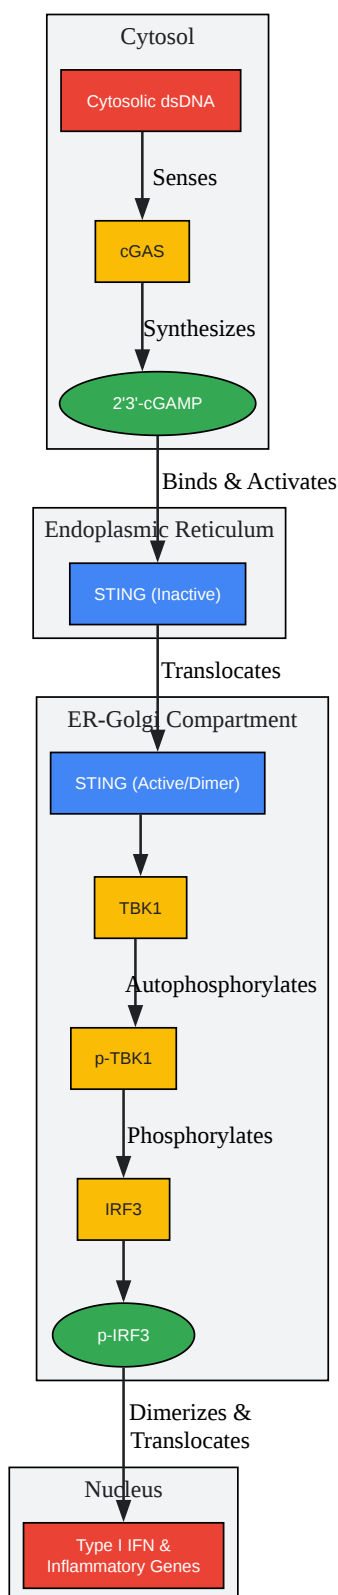 Cytosol
Cytosolic dsDNA
Senses
cGAS
Synthesizes
2'3'-cGAMP
Binds & Activates
Endoplasmic Reticulum
STING (Inactive)
Translocates
ER-Golgi Compartment
STING (Active/Dimer)
TBK1
Autophosphorylates
p-TBK1
Phosphorylates
IRF3
p-IRF3
Dimerizes &
Translocates
Nucleus
Type I IFN &
Inflammatory Genes